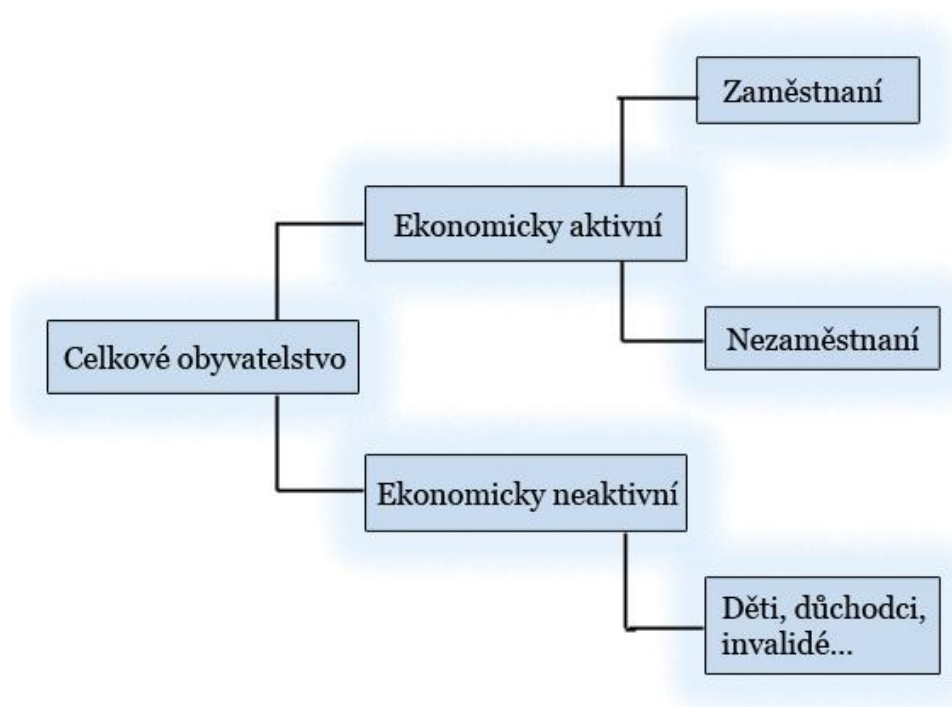 Zaměstnaní
Ekonomicky aktivní
Nezaměstnaní
Celkové obyvatelstvo
Ekonomicky neaktivní
Děti, důchodci,
invalidé...